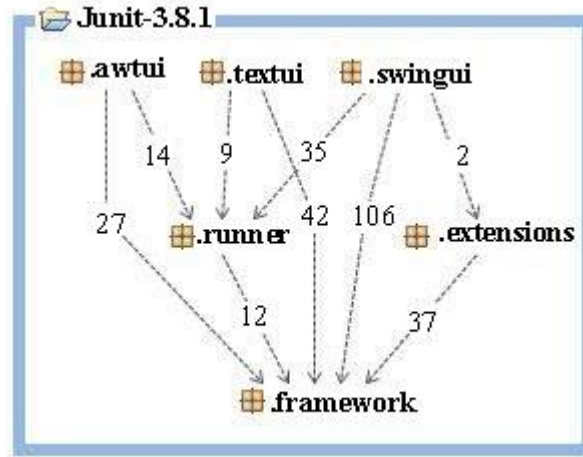 Junit-3.8.1
.awtui .textui .swingui
14 9 35 2
27 42 106
.runner .extensions
12 37
.framework